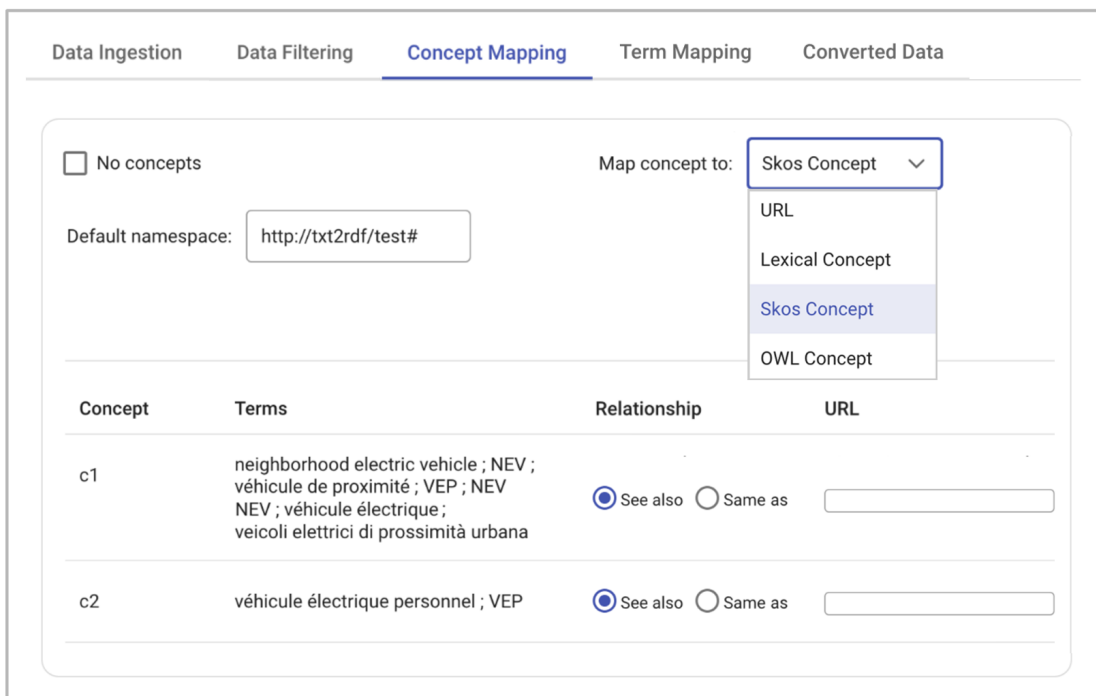 Data Ingestion Data Filtering Concept Mapping Term Mapping Converted Data
No concepts
Map concept to: Skos Concept
URL
Default namespace: http://txt2rdf/test#
Lexical Concept
Skos Concept
OWL Concept
Concept Terms Relationship URL
c1
neighborhood electric vehicle ; NEV ;
véhicule de proximité ; VEP ; NEV
NEV ; véhicule électrique ;
veicoli elettrici di prossimità urbana
See also Same as
c2 véhicule électrique personnel ; VEP See also Same as